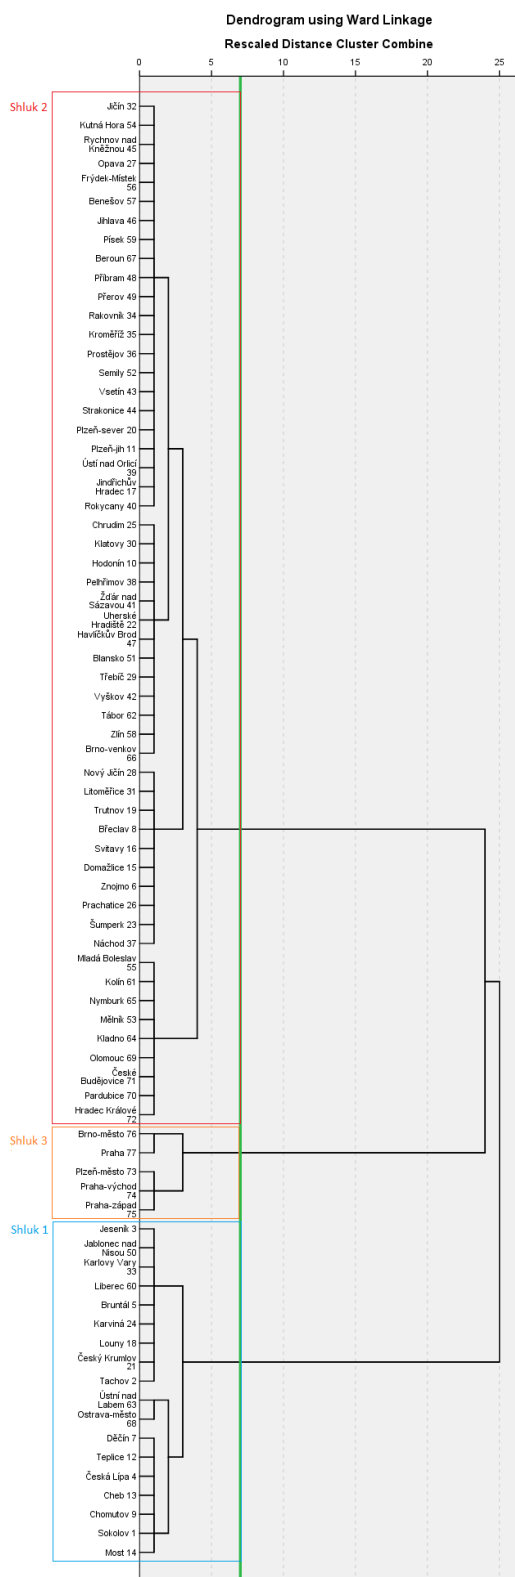 Dendrogram using Ward Linkage
Rescaled Distance Cluster Combine
0 5 10 15 20 25
Shluk 2
Jičín 32
Kutná Hora 54
Rychnov nad
Kněžnou 45
Opava 27
Frýdek-Místek
56
Benešov 57
Jihlava 46
Písek 59
Beroun 67
Příbram 48
Přerov 49
Rakovník 34
Kroměříž 35
Prostějov 36
Semily 52
Vsetín 43
Strakonice 44
Plzeň-sever 20
Plzeň-jih 11
Ústí nad Orlicí
39
Jindřichův
Hradec 17
Rokycany 40
Chrudim 25
Klatovy 30
Hodonín 10
Pelhřimov 38
Žďár nad
Sázavou 41
Uherské
Hradiště 22
Havlíčkův Brod
47
Blansko 51
Třebíč 29
Vyškov 42
Tábor 62
Zlín 58
Brno-venkov
66
Nový Jičín 28
Litoměřice 31
Trutnov 19
Břeclav 8
Svitavy 16
Domažlice 15
Znojmo 6
Prachatice 26
Šumperk 23
Náchod 37
Mladá Boleslav
55
Kolín 61
Nymburk 65
Mělník 53
Kladno 64
Olomouc 69
České
Budějovice 71
Pardubice 70
Hradec Králové
72
Shluk 3
Brno-město 76
Praha 77
Plzeň-město 73
Praha-východ
74
Praha-západ
75
Shluk 1
Jeseník 3
Jablonec nad
Nisou 50
Karlovy Vary
33
Liberec 60
Bruntál 5
Karviná 24
Louny 18
Český Krumlov
21
Tachov 2
Ústní nad
Labem 63
Ostrava-město
68
Děčín 7
Teplice 12
Česká Lípa 4
Cheb 13
Chomutov 9
Sokolov 1
Most 14